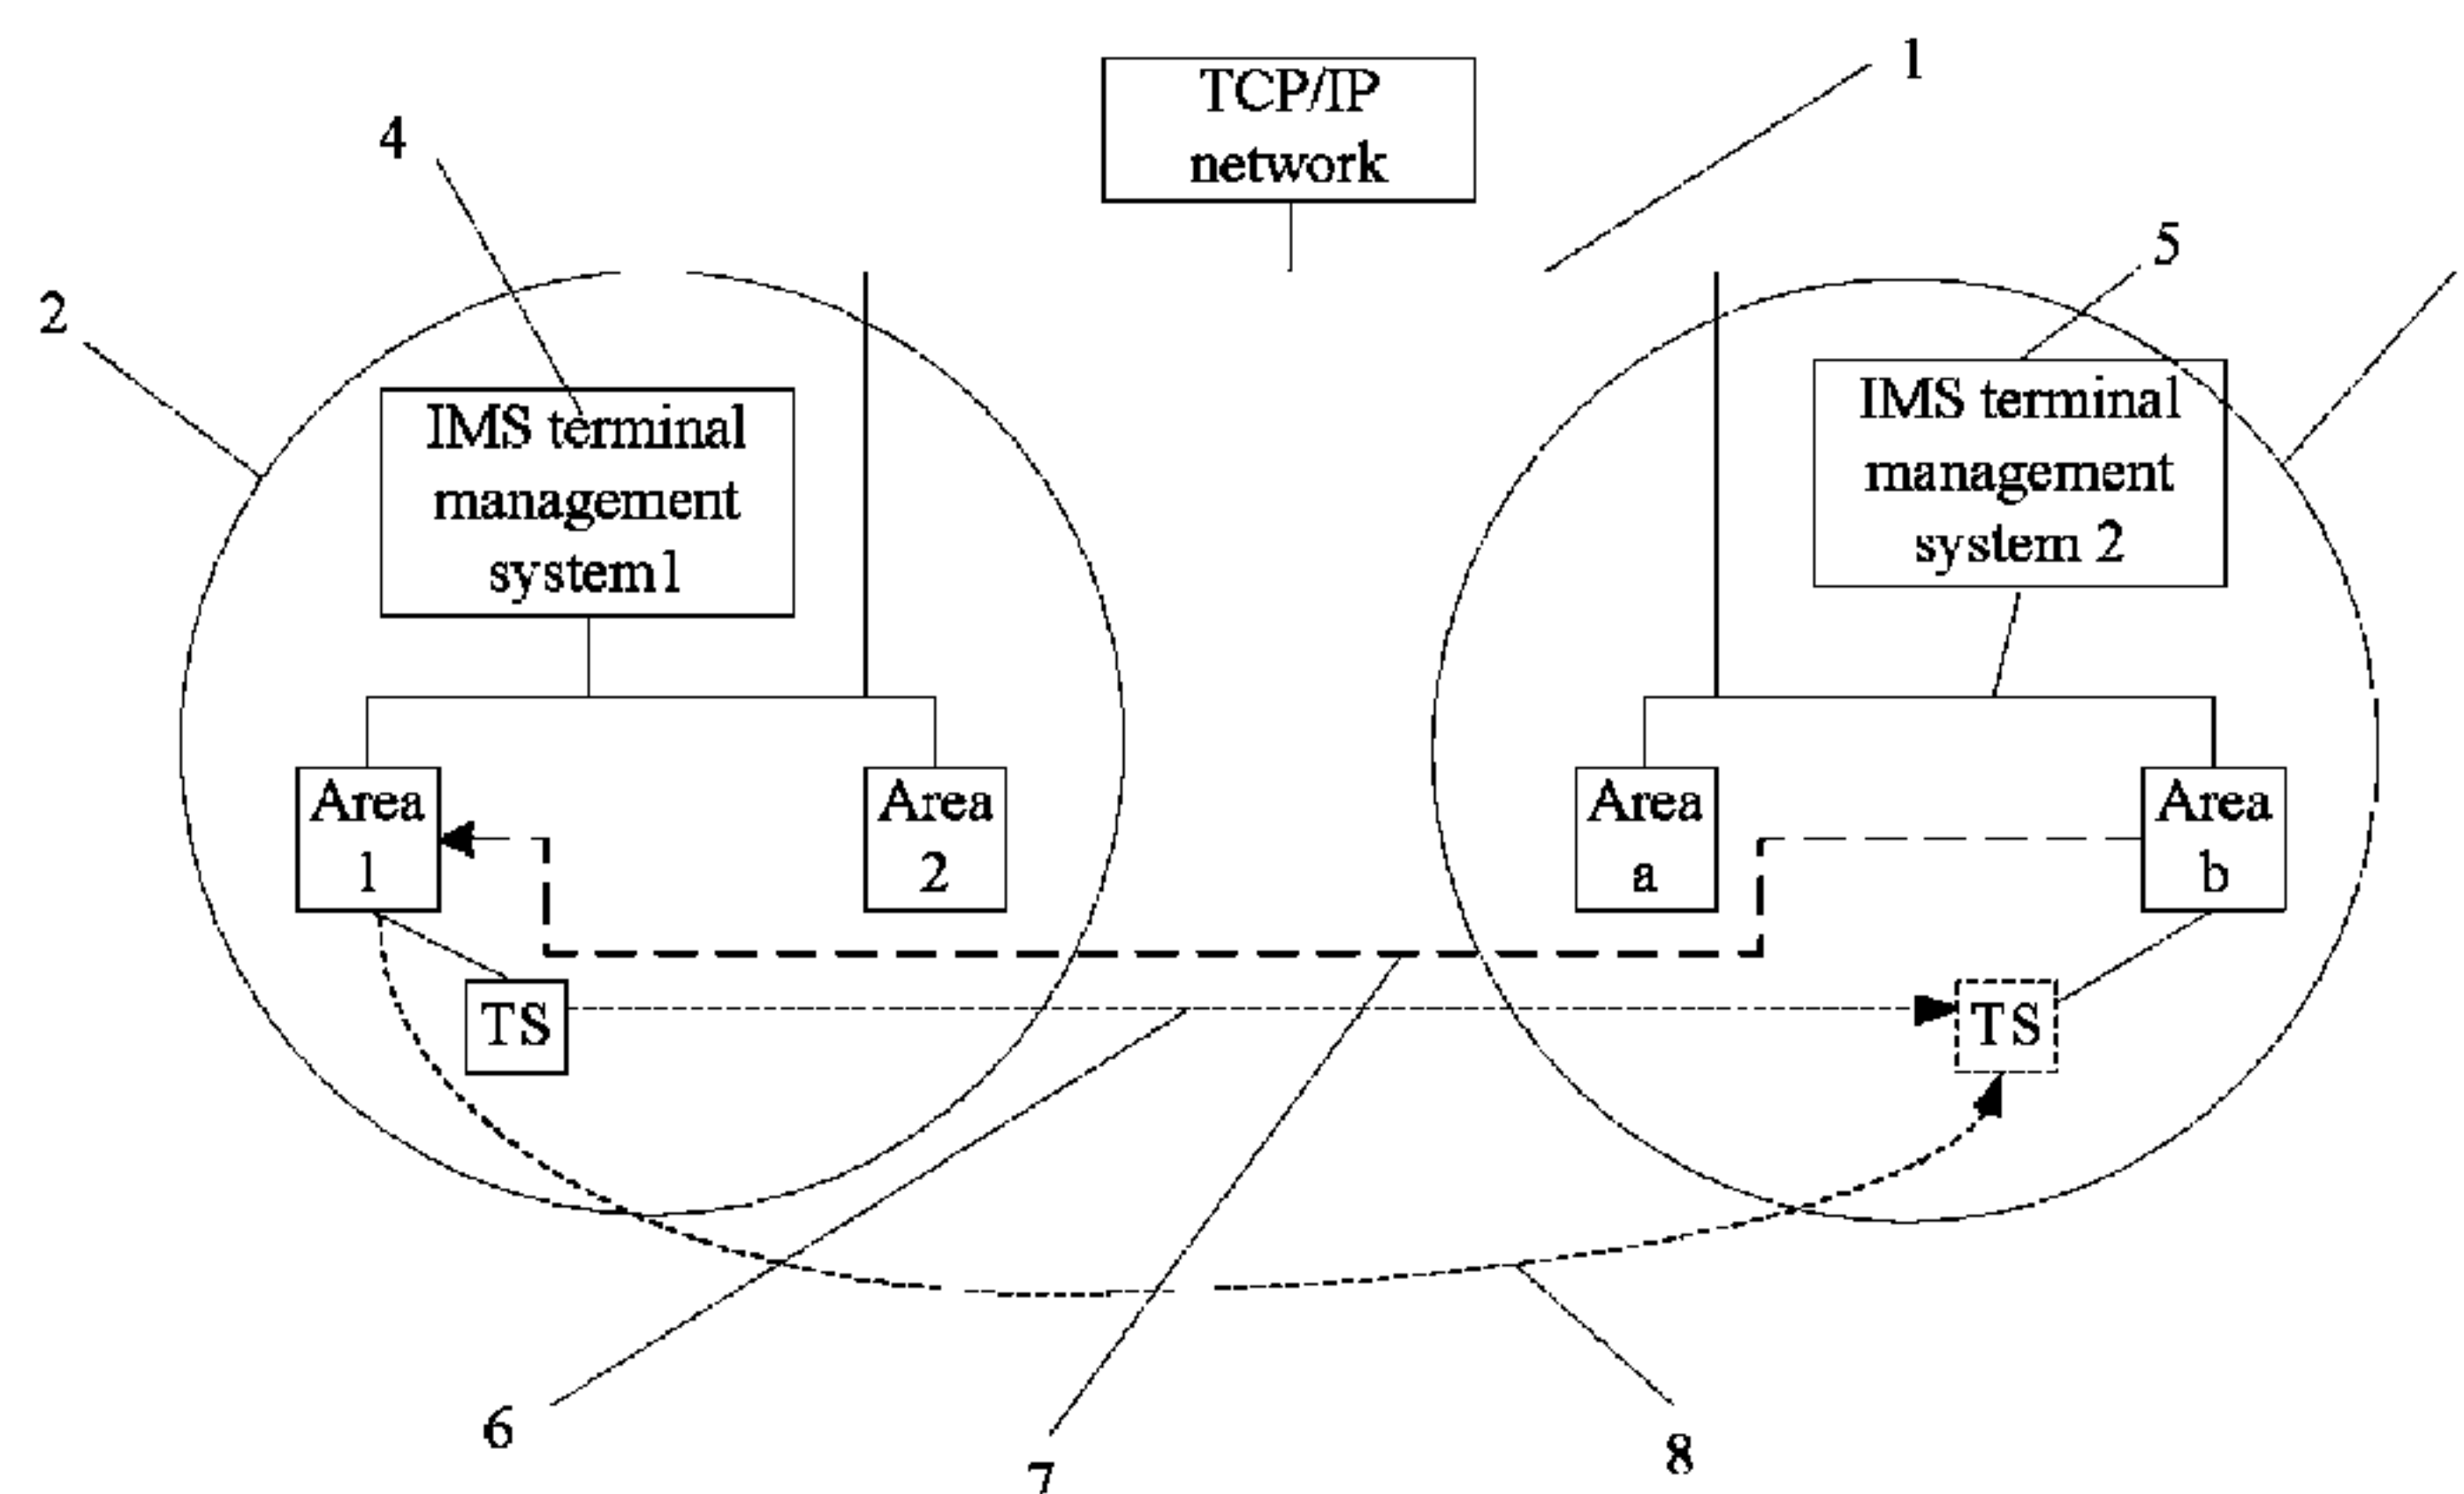 1
TCP/IP
network
4
5
2
IMS terminal
management
system1
IMS terminal
management
system 2
Area
1
Area
2
Area
a
Area
b
TS
TS
6
7
8